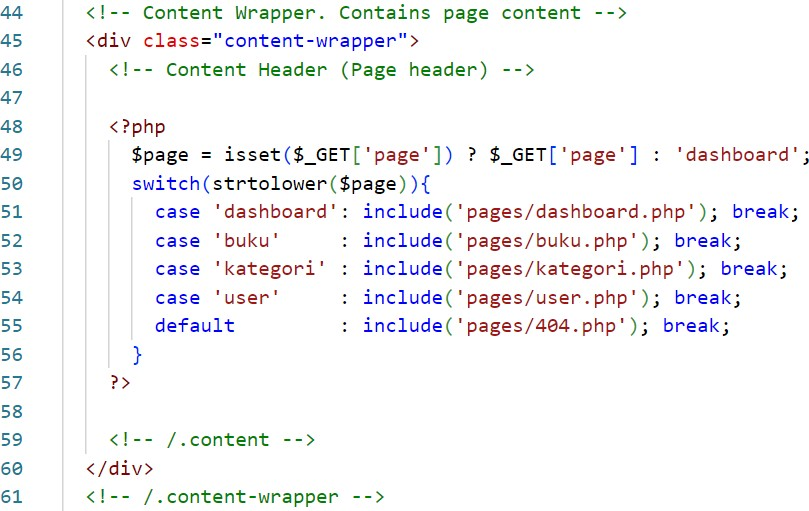 44 <!-- Content Wrapper. Contains page content -->
45 <div class="content-wrapper">
46 <!-- Content Header (Page header) -->
47
48 <?php
49 $page = isset($_GET['page']) ? $_GET['page'] : 'dashboard';
50 switch(strtolower($page)){
51 case 'dashboard': include('pages/dashboard.php'); break;
52 case 'buku'     : include('pages/buku.php'); break;
53 case 'kategori' : include('pages/kategori.php'); break;
54 case 'user'     : include('pages/user.php'); break;
55 default         : include('pages/404.php'); break;
56 }
57 ?>
58
59 <!-- /.content -->
60 </div>
61 <!-- /.content-wrapper -->